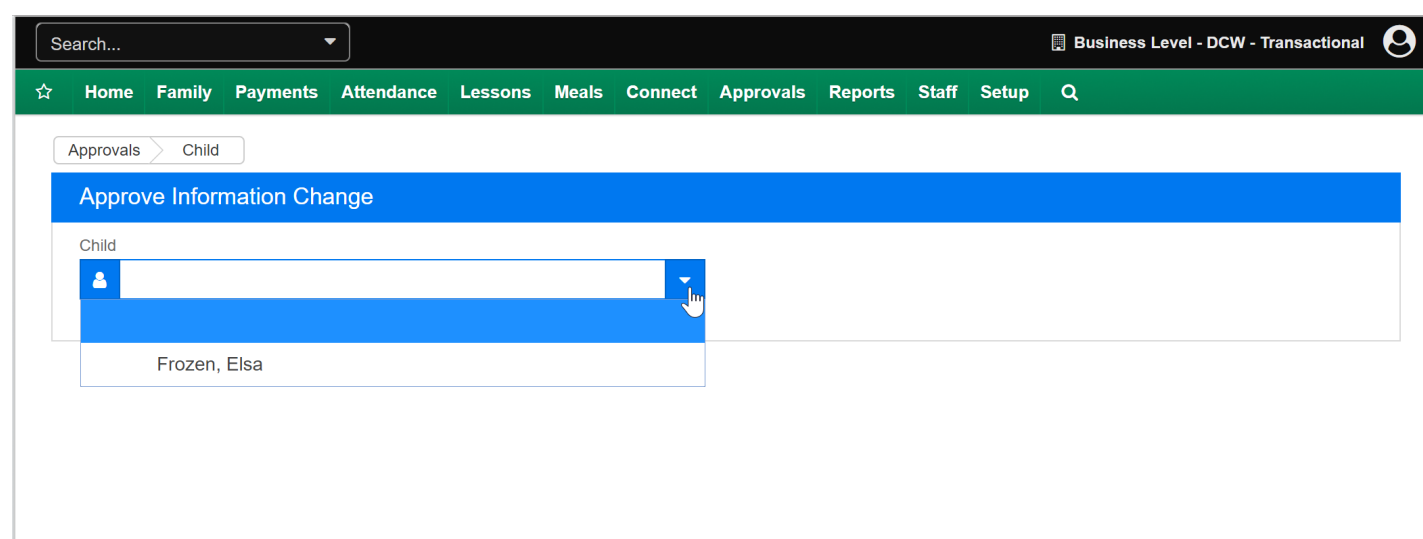 Search...
Business Level - DCW - Transactional
Home Family Payments Attendance Lessons Meals Connect Approvals Reports Staff Setup
Approvals Child
Approve Information Change
Child
Frozen, Elsa